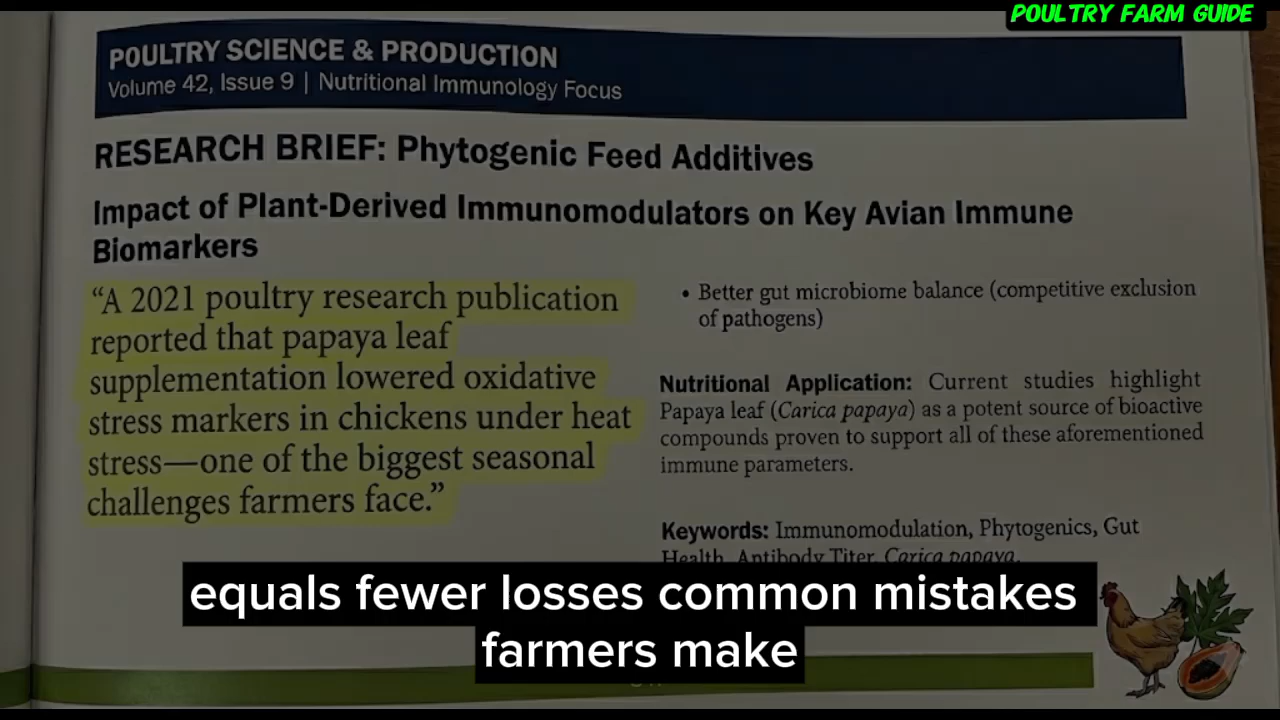 POULTRY FARM GUIDE
POULTRY SCIENCE & PRODUCTION
Volume 42, Issue 9 | Nutritional Immunology Focus
RESEARCH BRIEF: Phytogenic Feed Additives
Impact of Plant-Derived Immunomodulators on Key Avian Immune
Biomarkers
“A 2021 poultry research publication
reported that papaya leaf
supplementation lowered oxidative
stress markers in chickens under heat
stress—one of the biggest seasonal
challenges farmers face.”
• Better gut microbiome balance (competitive exclusion
of pathogens)
Nutritional Application: Current studies highlight
Papaya leaf (Carica papaya) as a potent source of bioactive
compounds proven to support all of these aforementioned
immune parameters.
Keywords: Immunomodulation, Phytogenics, Gut
Health, Antibody Titer, Carica papaya.
equals fewer losses common mistakes
farmers make